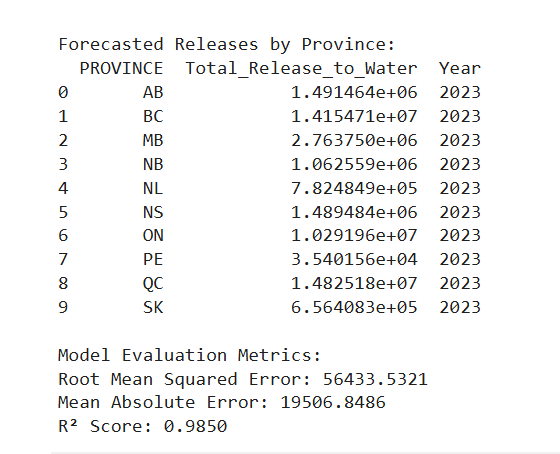 Forecasted Releases by Province:
PROVINCE Total_Release_to_Water Year
0 AB 1.491464e+06 2023
1 BC 1.415471e+07 2023
2 MB 2.763750e+06 2023
3 NB 1.062559e+06 2023
4 NL 7.824849e+05 2023
5 NS 1.489484e+06 2023
6 ON 1.029196e+07 2023
7 PE 3.540156e+04 2023
8 QC 1.482518e+07 2023
9 SK 6.564083e+05 2023
Model Evaluation Metrics:
Root Mean Squared Error: 56433.5321
Mean Absolute Error: 19506.8486
R² Score: 0.9850